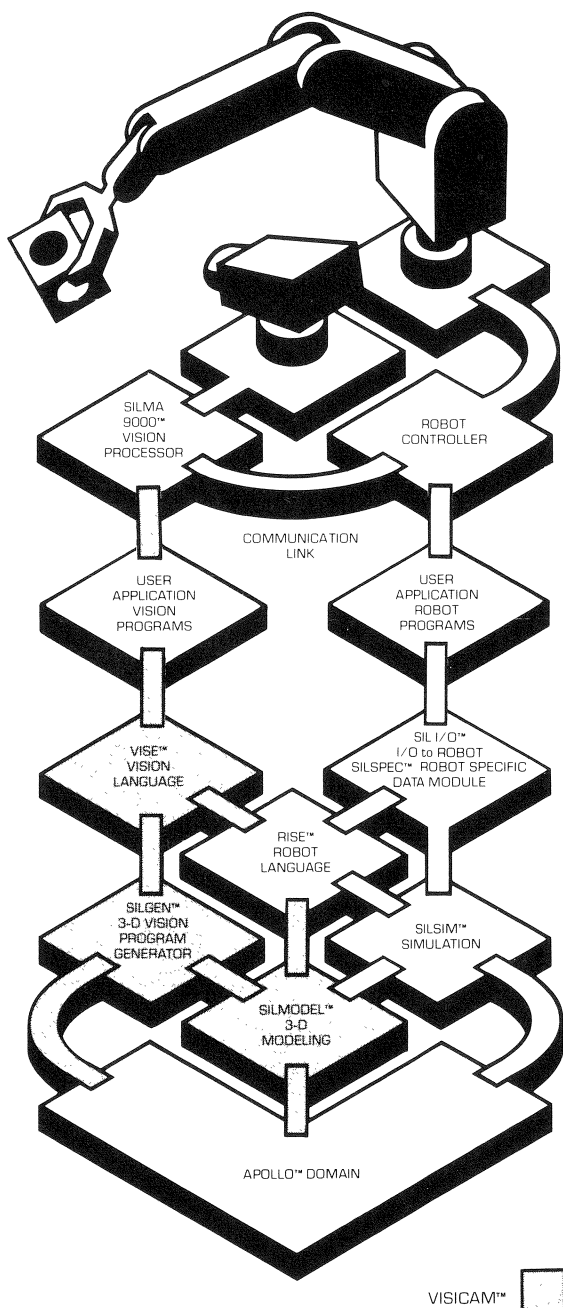 SILMA
9000™
VISION
PROCESSOR
ROBOT
CONTROLLER
COMMUNICATION
LINK
USER
APPLICATION
VISION
PROGRAMS
USER
APPLICATION
ROBOT
PROGRAMS
VISE™
VISION
LANGUAGE
SIL I/O™
I/O to ROBOT
SILSPEC™ ROBOT SPECIFIC
DATA MODULE
RISE™
ROBOT
LANGUAGE
SILGEN™
3-D VISION
PROGRAM
GENERATOR
SILSIM™
SIMULATION
SILMODEL™
3-D
MODELING
APOLLO™ DOMAIN
VISICAM™